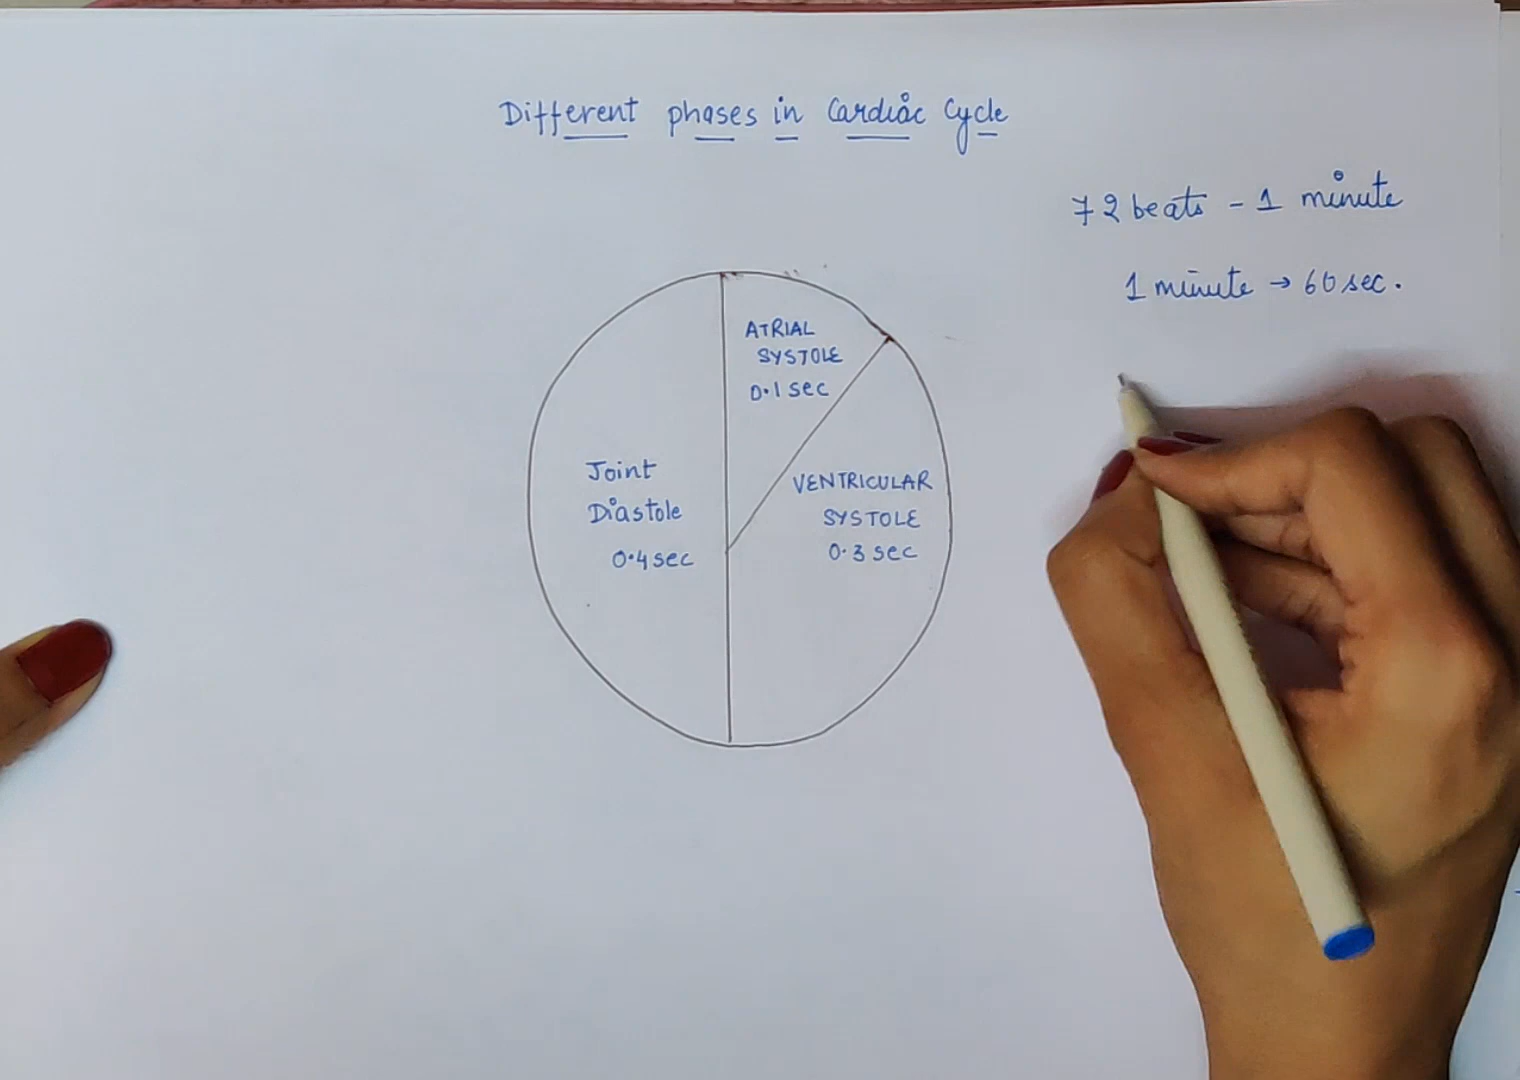 Different phases in Cardiac Cycle
72 beats - 1 minute
1 minute → 60 sec.
ATRIAL
SYSTOLE
0.1 sec
Joint
Diastole
0.4 sec
VENTRICULAR
SYSTOLE
0.3 sec